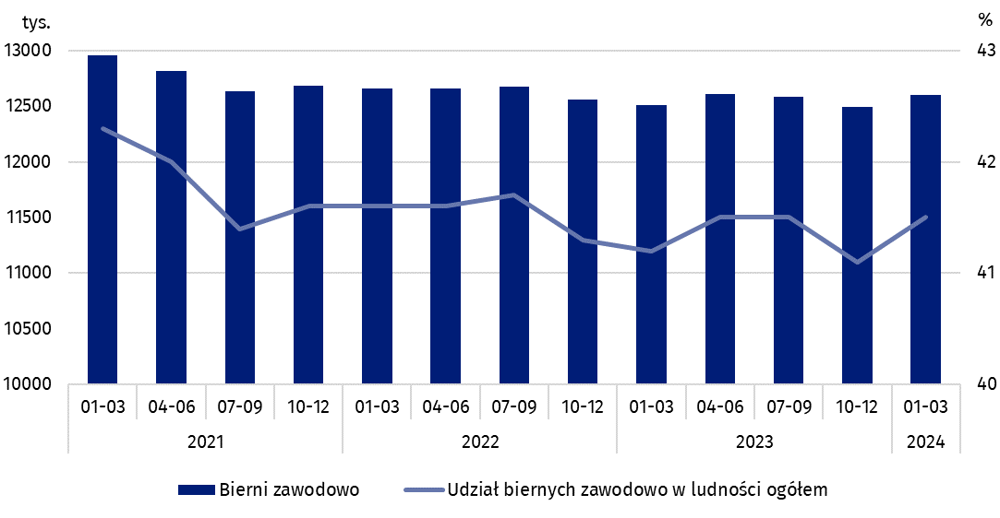 tys. %
13000 43
12500
12000 42
11500
11000 41
10500
10000 40
01-03 04-06 07-09 10-12 01-03 04-06 07-09 10-12 01-03 04-06 07-09 10-12 01-03
2021 2022 2023 2024
Bierni zawodowo Udział biernych zawodowo w ludności ogółem